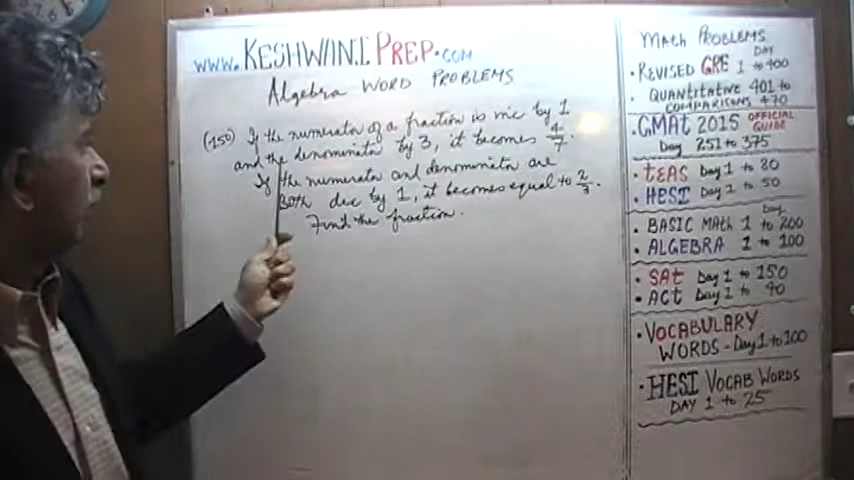 www.KESHWANIPREP.COM
Algebra WORD PROBLEMS
(150) If the numerator of a fraction is inc by 1
and the denominator by 3, it becomes 4/7.
If the numerator and denominator are
Both dec by 1, it becomes equal to 2/3.
Find the fraction.
MATH PROBLEMS
DAY
• REVISED GRE 1 to 400
• QUANTITATIVE 401 to
COMPARISONS 470
• GMAT 2015 OFFICIAL
GUIDE
Day 251 to 375
• TEAS Day 1 to 80
• HESI Day 1 to 50
Day
• BASIC MATH 1 to 200
• ALGEBRA 1 to 100
• SAT Day 1 to 150
• ACT Day 1 to 90
• VOCABULARY
WORDS - Day 1 to 100
• HESI VOCAB WORDS
DAY 1 to 25